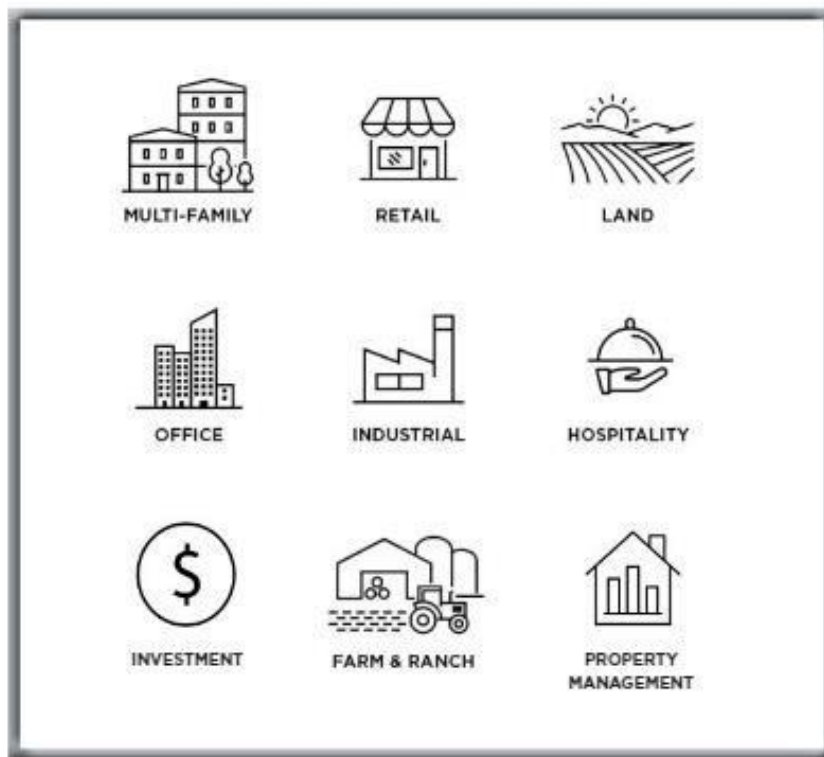 MULTI-FAMILY
RETAIL
LAND
OFFICE
INDUSTRIAL
HOSPITALITY
$
INVESTMENT
FARM & RANCH
PROPERTY
MANAGEMENT